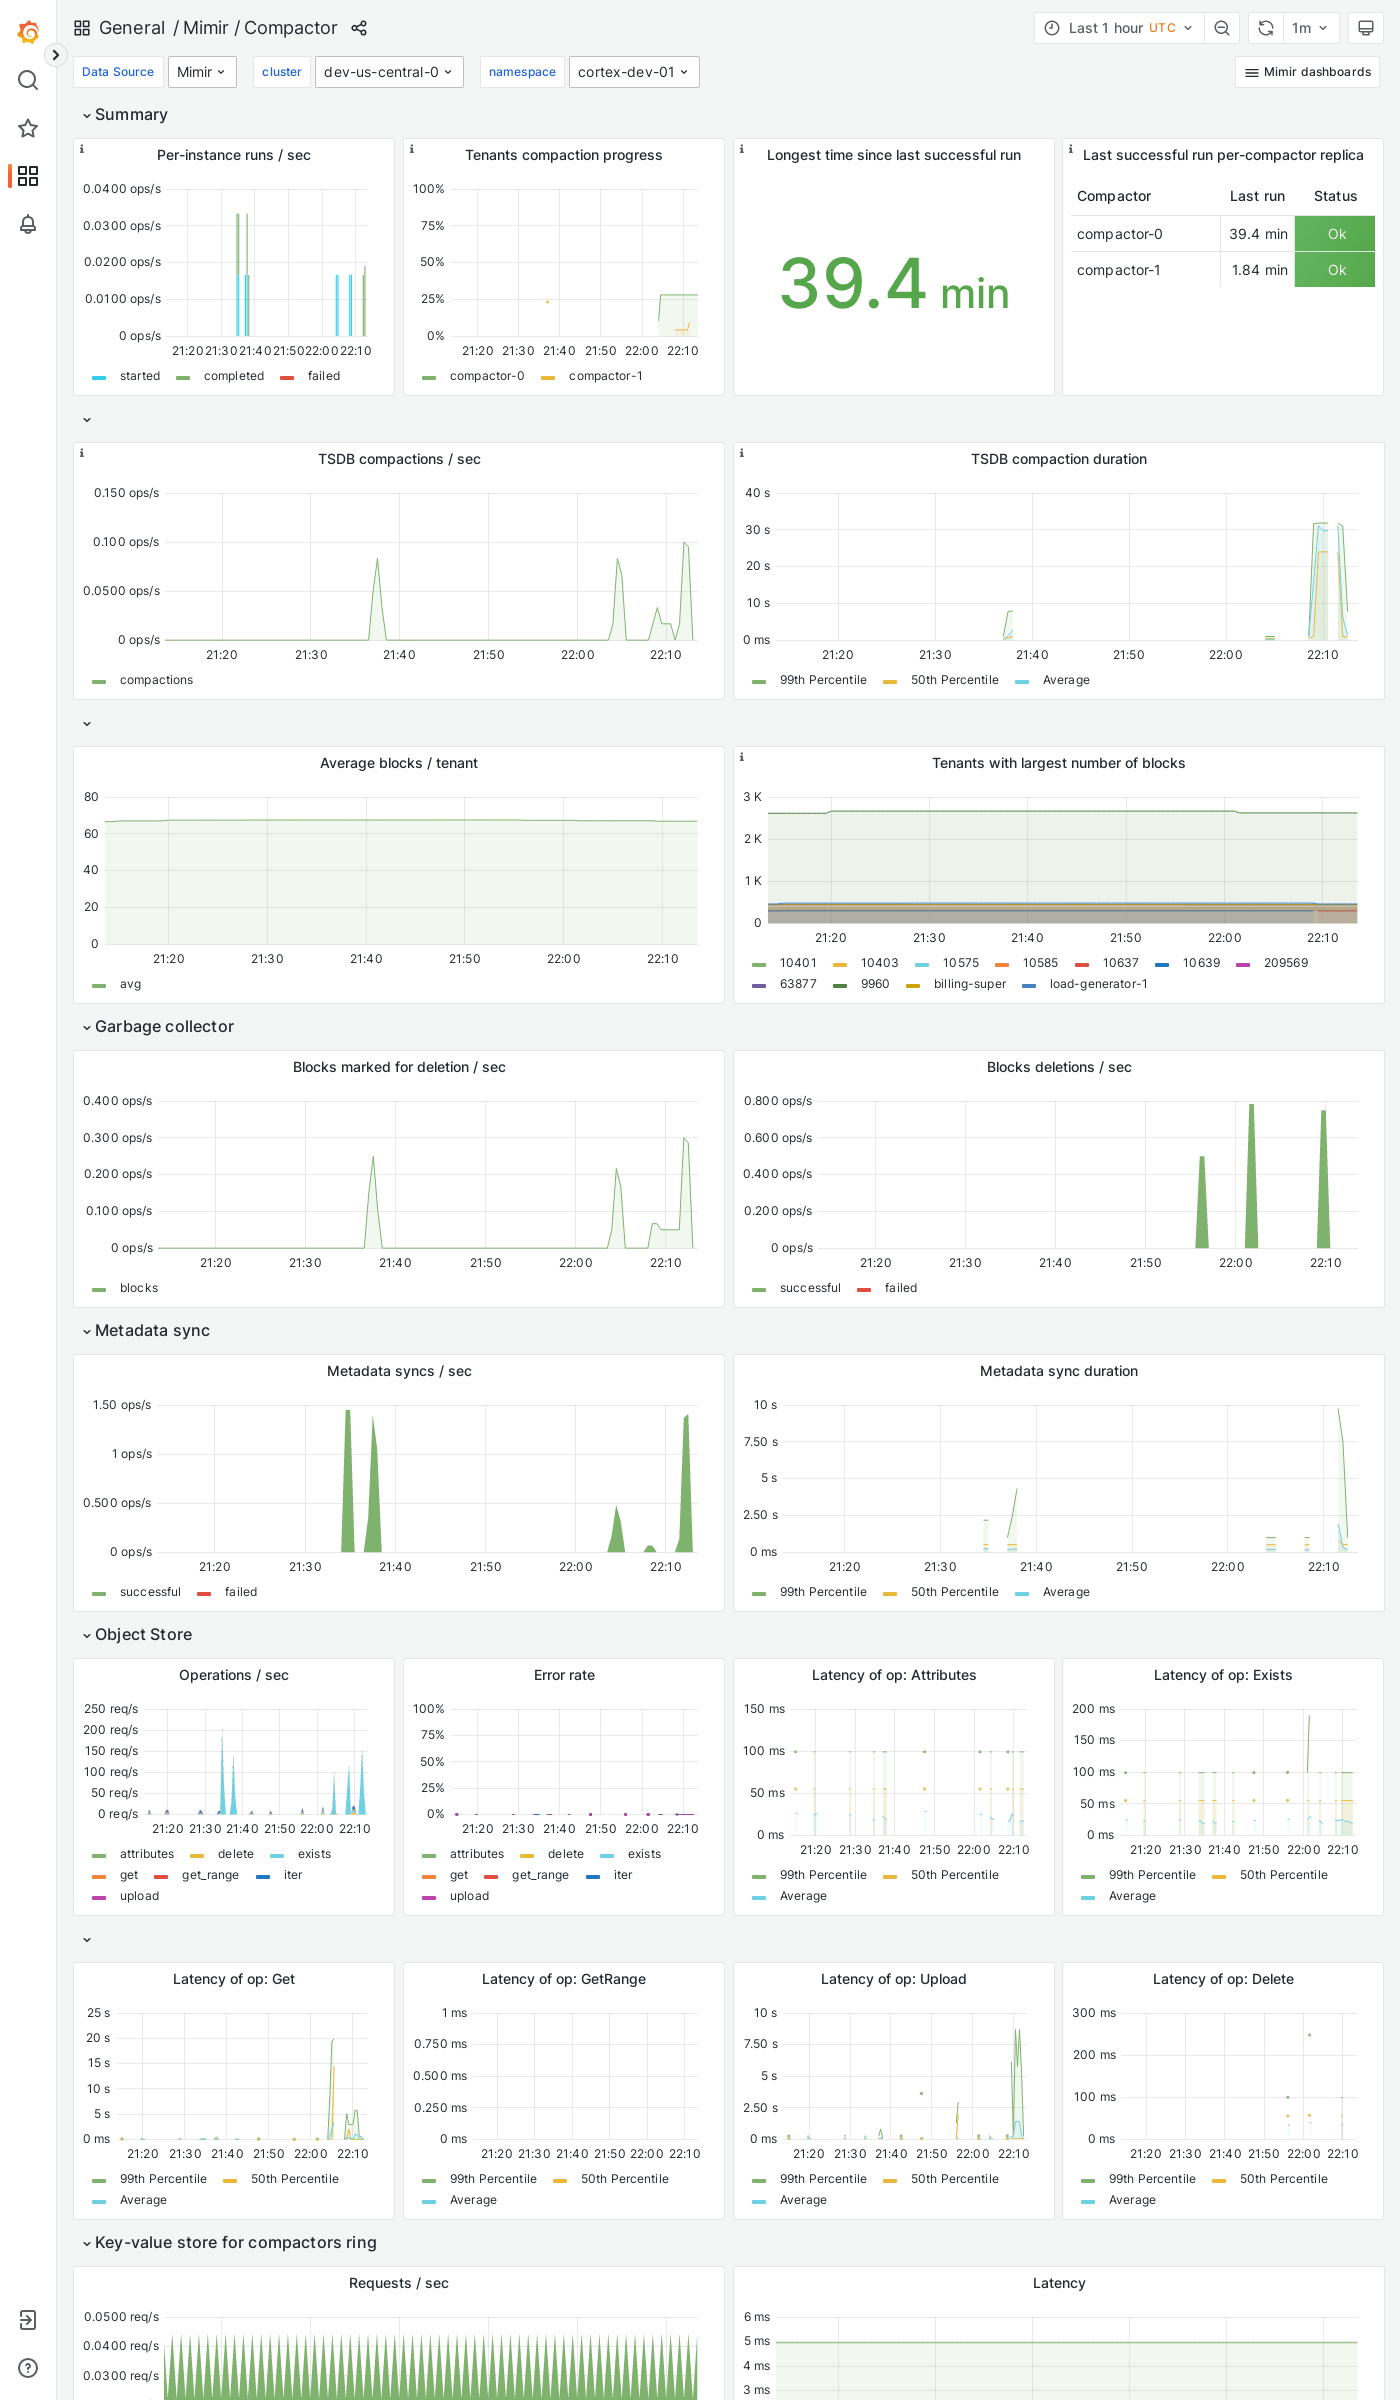 General / Mimir / Compactor
Last 1 hour UTC
1m
Data Source Mimir cluster dev-us-central-0 namespace cortex-dev-01 Mimir dashboards
Summary
Per-instance runs / sec
0.0400 ops/s
0.0300 ops/s
0.0200 ops/s
0.0100 ops/s
0 ops/s
21:20 21:30 21:40 21:50 22:00 22:10
started completed failed
Tenants compaction progress
100%
75%
50%
25%
0%
21:20 21:30 21:40 21:50 22:00 22:10
compactor-0 compactor-1
Longest time since last successful run
39.4 min
Last successful run per-compactor replica
Compactor Last run Status
compactor-0 39.4 min Ok
compactor-1 1.84 min Ok
TSDB compactions / sec
0.150 ops/s
0.100 ops/s
0.0500 ops/s
0 ops/s
21:20 21:30 21:40 21:50 22:00 22:10
compactions
TSDB compaction duration
40 s
30 s
20 s
10 s
0 ms
21:20 21:30 21:40 21:50 22:00 22:10
99th Percentile 50th Percentile Average
Average blocks / tenant
80
60
40
20
0
21:20 21:30 21:40 21:50 22:00 22:10
avg
Tenants with largest number of blocks
3 K
2 K
1 K
0
21:20 21:30 21:40 21:50 22:00 22:10
10401 10403 10575 10585 10637 10639 209569
63877 9960 billing-super load-generator-1
Garbage collector
Blocks marked for deletion / sec
0.400 ops/s
0.300 ops/s
0.200 ops/s
0.100 ops/s
0 ops/s
21:20 21:30 21:40 21:50 22:00 22:10
blocks
Blocks deletions / sec
0.800 ops/s
0.600 ops/s
0.400 ops/s
0.200 ops/s
0 ops/s
21:20 21:30 21:40 21:50 22:00 22:10
successful failed
Metadata sync
Metadata syncs / sec
1.50 ops/s
1 ops/s
0.500 ops/s
0 ops/s
21:20 21:30 21:40 21:50 22:00 22:10
successful failed
Metadata sync duration
10 s
7.50 s
5 s
2.50 s
0 ms
21:20 21:30 21:40 21:50 22:00 22:10
99th Percentile 50th Percentile Average
Object Store
Operations / sec
250 req/s
200 req/s
150 req/s
100 req/s
50 req/s
0 req/s
21:20 21:30 21:40 21:50 22:00 22:10
attributes delete exists
get get_range iter
upload
Error rate
100%
75%
50%
25%
0%
21:20 21:30 21:40 21:50 22:00 22:10
attributes delete exists
get get_range iter
upload
Latency of op: Attributes
150 ms
100 ms
50 ms
0 ms
21:20 21:30 21:40 21:50 22:00 22:10
99th Percentile 50th Percentile
Average
Latency of op: Exists
200 ms
150 ms
100 ms
50 ms
0 ms
21:20 21:30 21:40 21:50 22:00 22:10
99th Percentile 50th Percentile
Average
Latency of op: Get
25 s
20 s
15 s
10 s
5 s
0 ms
21:20 21:30 21:40 21:50 22:00 22:10
99th Percentile 50th Percentile
Average
Latency of op: GetRange
1 ms
0.750 ms
0.500 ms
0.250 ms
0 ms
21:20 21:30 21:40 21:50 22:00 22:10
99th Percentile 50th Percentile
Average
Latency of op: Upload
10 s
7.50 s
5 s
2.50 s
0 ms
21:20 21:30 21:40 21:50 22:00 22:10
99th Percentile 50th Percentile
Average
Latency of op: Delete
300 ms
200 ms
100 ms
0 ms
21:20 21:30 21:40 21:50 22:00 22:10
99th Percentile 50th Percentile
Average
Key-value store for compactors ring
Requests / sec
0.0500 req/s
0.0400 req/s
0.0300 req/s
Latency
6 ms
5 ms
4 ms
3 ms